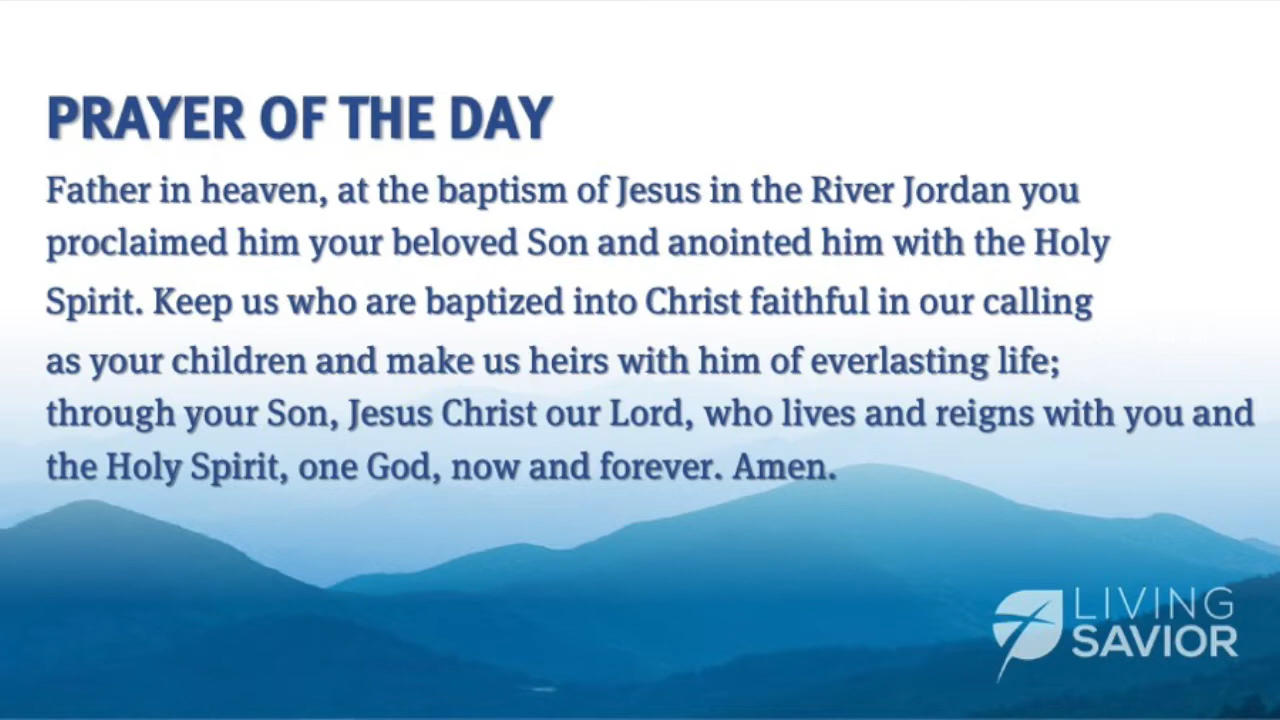 PRAYER OF THE DAY
Father in heaven, at the baptism of Jesus in the River Jordan you
proclaimed him your beloved Son and anointed him with the Holy
Spirit. Keep us who are baptized into Christ faithful in our calling
as your children and make us heirs with him of everlasting life;
through your Son, Jesus Christ our Lord, who lives and reigns with you and
the Holy Spirit, one God, now and forever. Amen.
LIVING
SAVIOR